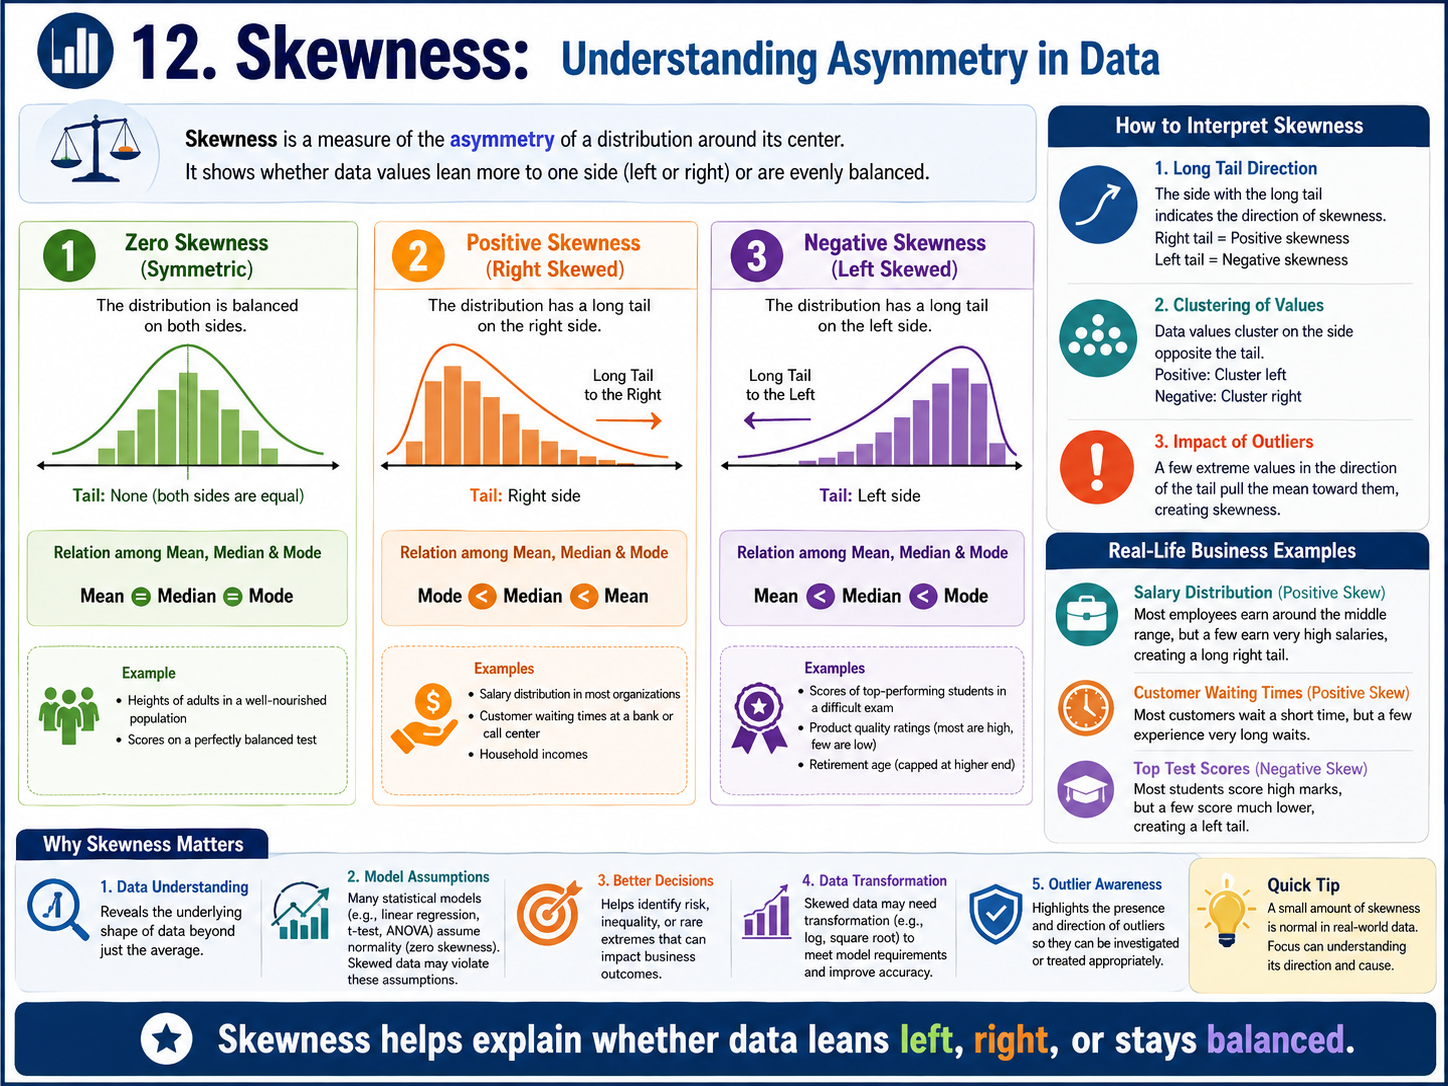 12. Skewness: Understanding Asymmetry in Data
Skewness is a measure of the asymmetry of a distribution around its center.
It shows whether data values lean more to one side (left or right) or are evenly balanced.
1
Zero Skewness
(Symmetric)
The distribution is balanced
on both sides.
Tail: None (both sides are equal)
Relation among Mean, Median & Mode
Mean = Median = Mode
Example
• Heights of adults in a well-nourished
population
• Scores on a perfectly balanced test
2
Positive Skewness
(Right Skewed)
The distribution has a long tail
on the right side.
Long Tail
to the Right
Tail: Right side
Relation among Mean, Median & Mode
Mode < Median < Mean
$
Examples
• Salary distribution in most organizations
• Customer waiting times at a bank or
call center
• Household incomes
3
Negative Skewness
(Left Skewed)
The distribution has a long tail
on the left side.
Long Tail
to the Left
Tail: Left side
Relation among Mean, Median & Mode
Mean < Median < Mode
Examples
• Scores of top-performing students in
a difficult exam
• Product quality ratings (most are high,
few are low)
• Retirement age (capped at higher end)
How to Interpret Skewness
1. Long Tail Direction
The side with the long tail
indicates the direction of skewness.
Right tail = Positive skewness
Left tail = Negative skewness
2. Clustering of Values
Data values cluster on the side
opposite the tail.
Positive: Cluster left
Negative: Cluster right
3. Impact of Outliers
A few extreme values in the direction
of the tail pull the mean toward them,
creating skewness.
Real-Life Business Examples
Salary Distribution (Positive Skew)
Most employees earn around the middle
range, but a few earn very high salaries,
creating a long right tail.
Customer Waiting Times (Positive Skew)
Most customers wait a short time, but a few
experience very long waits.
Top Test Scores (Negative Skew)
Most students score high marks,
but a few score much lower,
creating a left tail.
Why Skewness Matters
1. Data Understanding
Reveals the underlying
shape of data beyond
just the average.
2. Model Assumptions
Many statistical models
(e.g., linear regression,
t-test, ANOVA) assume
normality (zero skewness).
Skewed data may violate
these assumptions.
3. Better Decisions
Helps identify risk,
inequality, or rare
extremes that can
impact business
outcomes.
4. Data Transformation
Skewed data may need
transformation (e.g.,
log, square root) to
meet model requirements
and improve accuracy.
5. Outlier Awareness
Highlights the presence
and direction of outliers
so they can be investigated
or treated appropriately.
Quick Tip
A small amount of skewness
is normal in real-world data.
Focus can understanding
its direction and cause.
Skewness helps explain whether data leans left, right, or stays balanced.